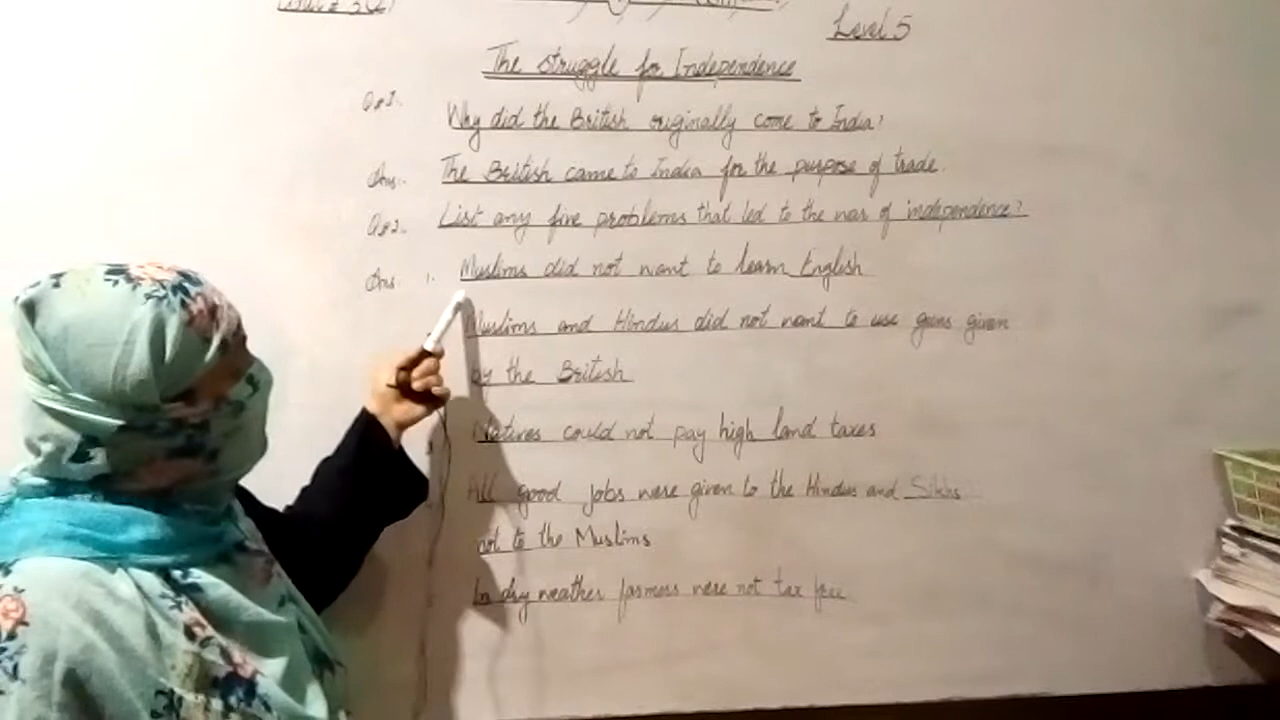 Level 5
The struggle for Independence
Q#1:
Why did the British originally come to India?
Ans:-
The British came to India for the purpose of trade.
Q#2:
List any five problems that led to the war of independence?
Ans 1:
Muslims did not want to learn English
Muslims and Hindus did not want to use guns given
by the British
Natives could not pay high land taxes
All good jobs were given to the Hindus and Sikhs
not to the Muslims
In dry weather farmers were not tax free